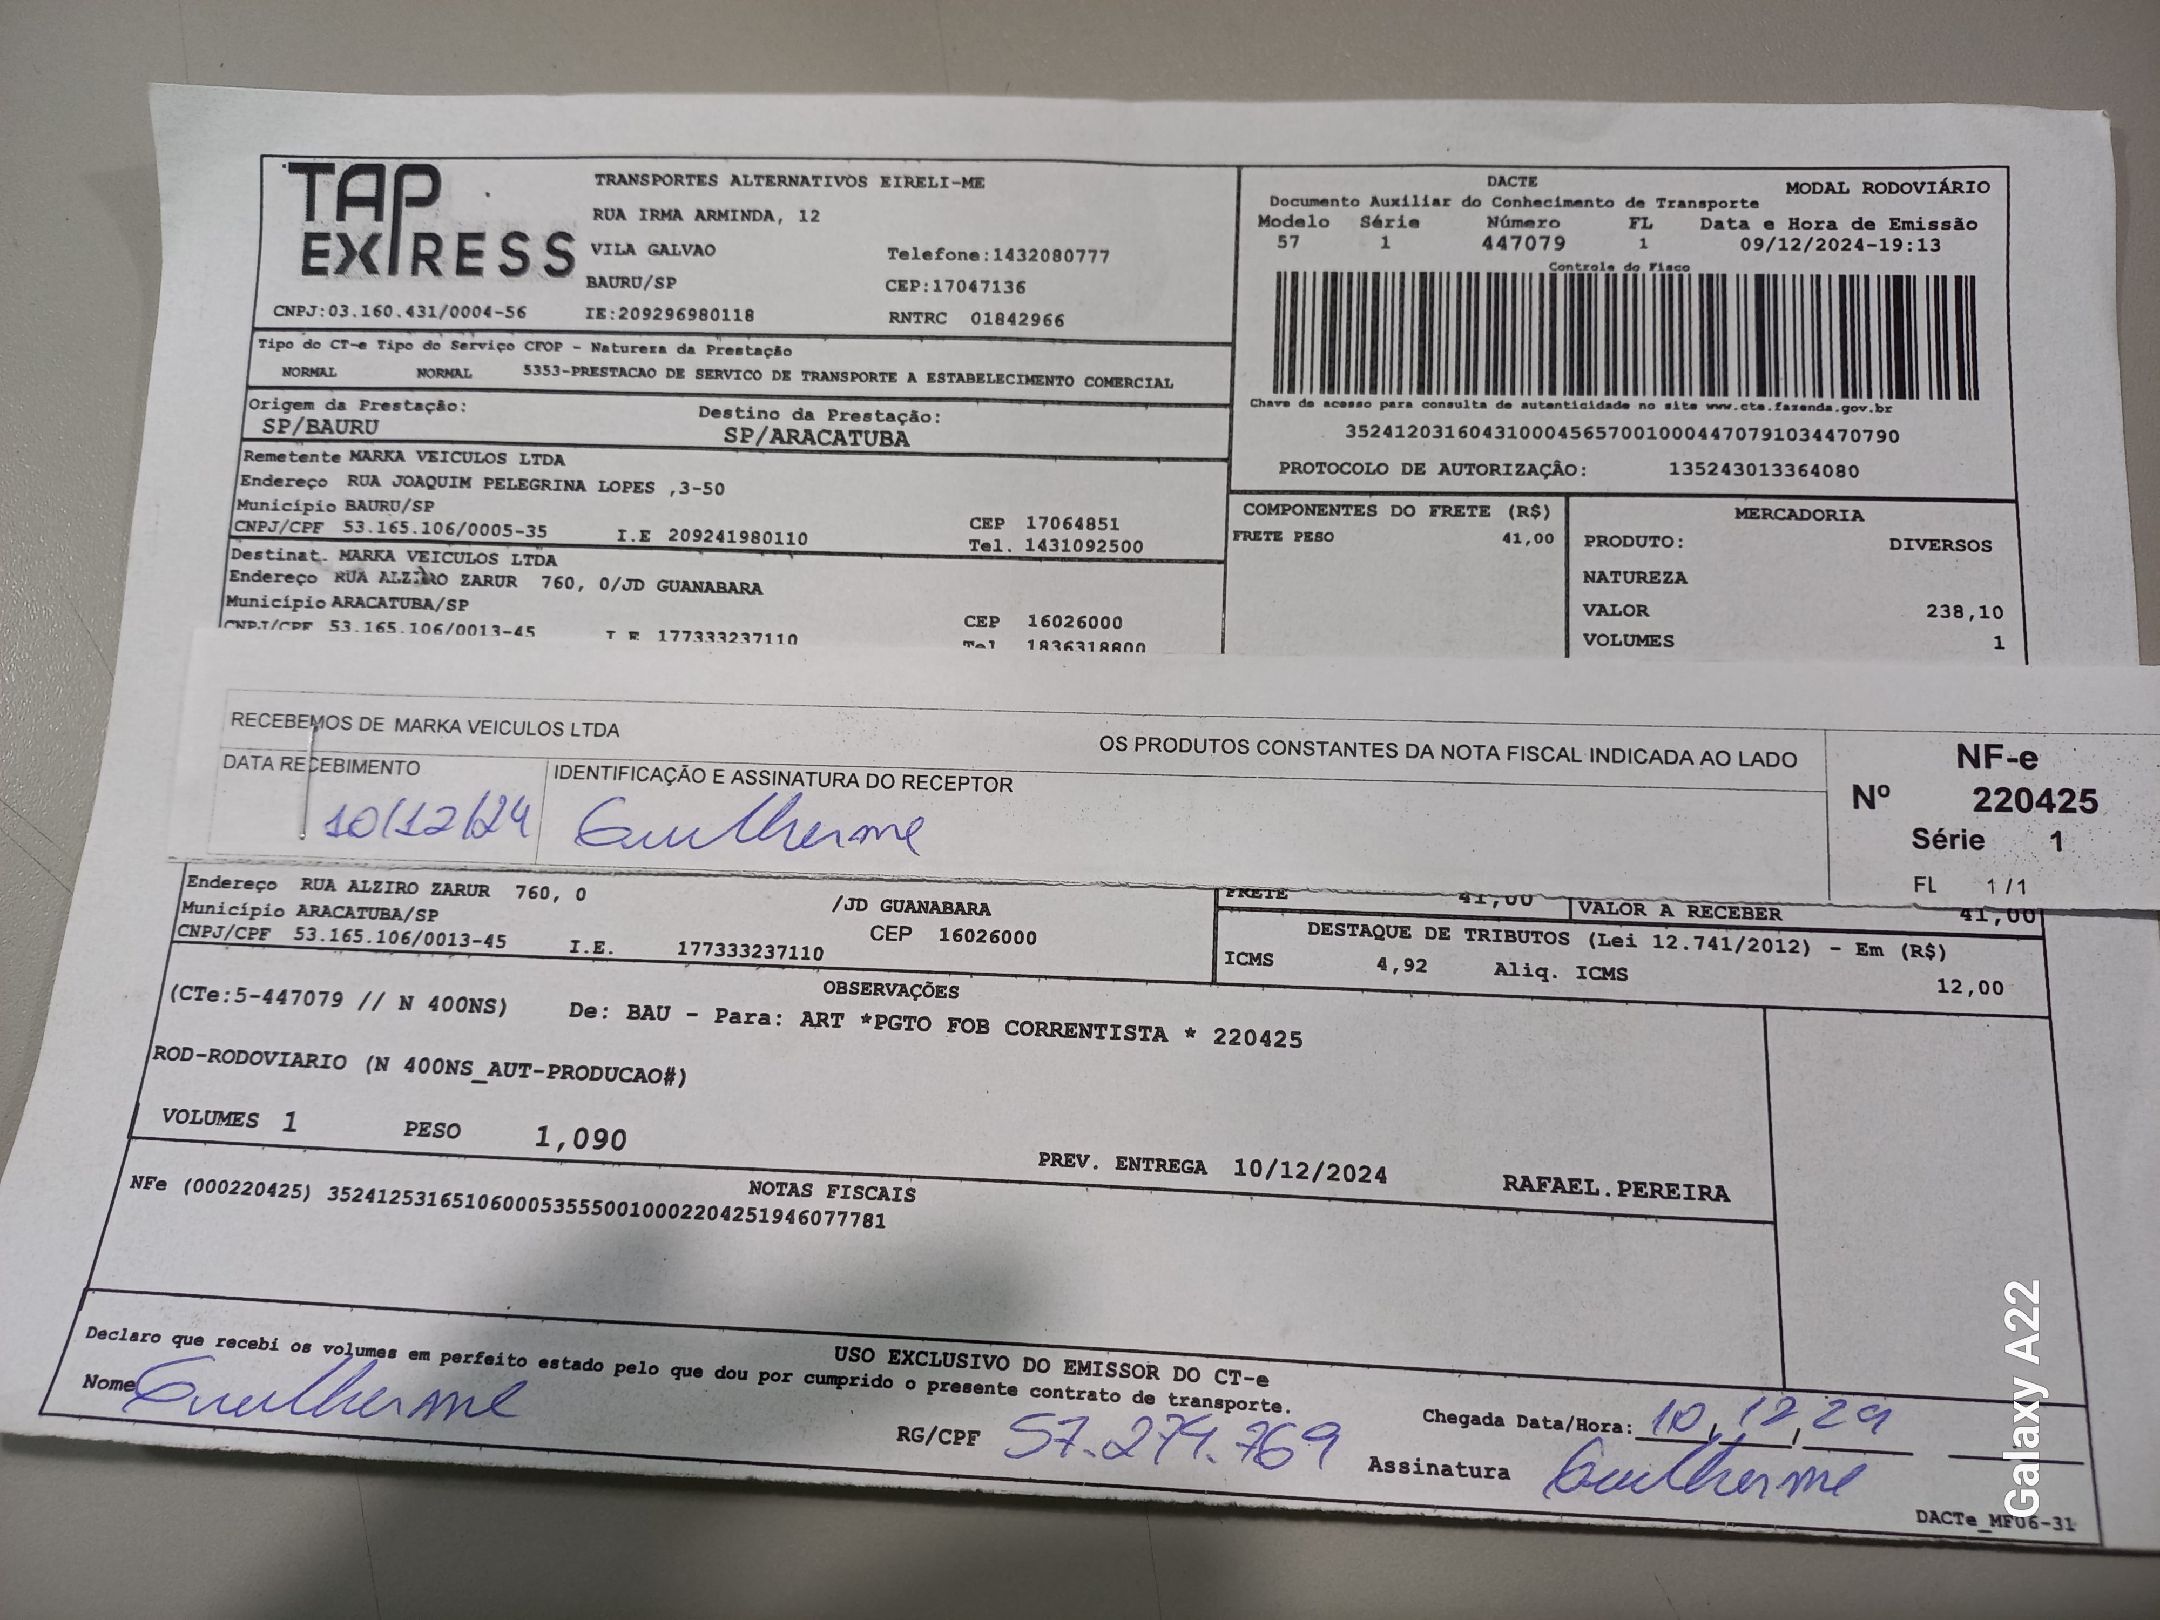 TAP EXPRESS
TRANSPORTES ALTERNATIVOS EIRELI-ME
RUA IRMA ARMINDA, 12
VILA GALVAO Telefone:1432080777
BAURU/SP CEP:17047136
CNPJ:03.160.431/0004-56 IE:209296980118 RNTRC 01842966
DACTE MODAL RODOVIÁRIO
Documento Auxiliar do Conhecimento de Transporte
Modelo Série Número FL Data e Hora de Emissão
57 1 447079 1 09/12/2024-19:13
Controle do Fisco
Chave de acesso para consulta de autenticidade no site www.cte.fazenda.gov.br
35241203160431000456570010004470791034470790
PROTOCOLO DE AUTORIZAÇÃO: 135243013364080
Tipo do CT-e Tipo do Serviço CFOP - Natureza da Prestação
NORMAL NORMAL 5353-PRESTACAO DE SERVICO DE TRANSPORTE A ESTABELECIMENTO COMERCIAL
Origem da Prestação: Destino da Prestação:
SP/BAURU SP/ARACATUBA
Remetente MARKA VEICULOS LTDA
Endereço RUA JOAQUIM PELEGRINA LOPES ,3-50
Município BAURU/SP CEP 17064851
CNPJ/CPF 53.165.106/0005-35 I.E 209241980110 Tel. 1431092500
Destinat. MARKA VEICULOS LTDA
Endereço RUA ALZIRO ZARUR 760, 0/JD GUANABARA
Município ARACATUBA/SP CEP 16026000
CNPJ/CPF 53.165.106/0013-45 I E 177333237110 Tel 1836318800
COMPONENTES DO FRETE (R$)
FRETE PESO 41,00
MERCADORIA
PRODUTO: DIVERSOS
NATUREZA
VALOR 238,10
VOLUMES 1
RECEBEMOS DE MARKA VEICULOS LTDA OS PRODUTOS CONSTANTES DA NOTA FISCAL INDICADA AO LADO
DATA RECEBIMENTO IDENTIFICAÇÃO E ASSINATURA DO RECEPTOR
10/12/24 Guilherme
NF-e
Nº 220425
Série 1
FL 1/1
Endereço RUA ALZIRO ZARUR 760, 0 /JD GUANABARA
Município ARACATUBA/SP CEP 16026000
CNPJ/CPF 53.165.106/0013-45 I.E. 177333237110
FRETE 41,00 VALOR A RECEBER 41,00
DESTAQUE DE TRIBUTOS (Lei 12.741/2012) - Em (R$)
ICMS 4,92 Aliq. ICMS 12,00
OBSERVAÇÕES
(CTe:5-447079 // N 400NS) De: BAU - Para: ART *PGTO FOB CORRENTISTA * 220425
ROD-RODOVIARIO (N 400NS_AUT-PRODUCAO#)
VOLUMES 1 PESO 1,090
PREV. ENTREGA 10/12/2024 RAFAEL.PEREIRA
NOTAS FISCAIS
NFe (000220425) 35241253165106000535550010002204251946077781
USO EXCLUSIVO DO EMISSOR DO CT-e
Declaro que recebi os volumes em perfeito estado pelo que dou por cumprido o presente contrato de transporte.
Nome Guilherme RG/CPF 57.274.769
Chegada Data/Hora: 10,12,24
Assinatura Guilherme
DACTe_MF06-31
Galaxy A22